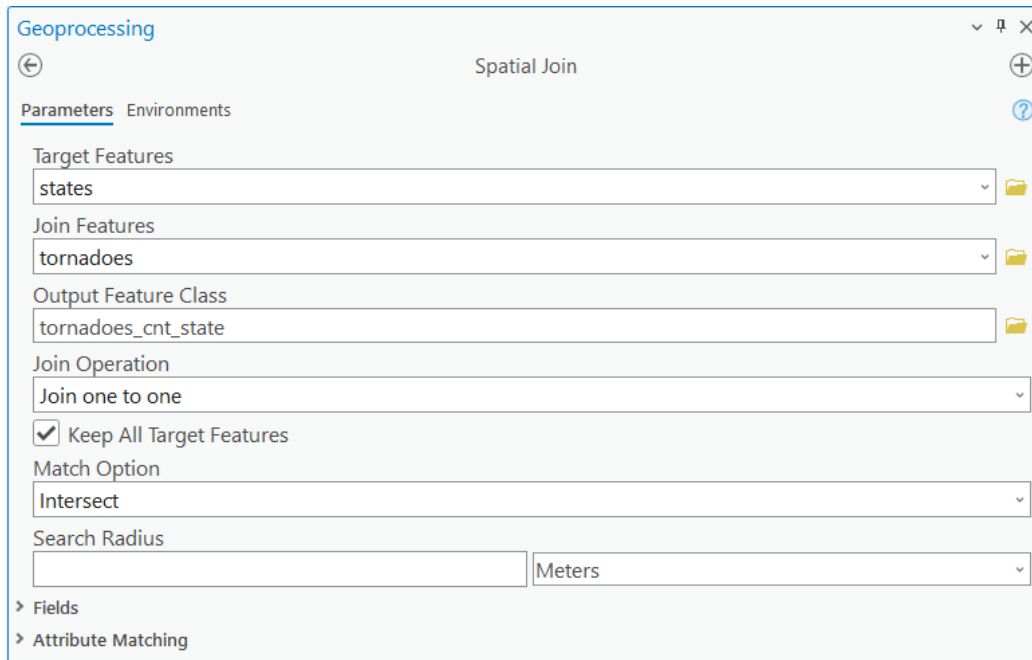 Geoprocessing
Spatial Join
Parameters Environments
Target Features
states
Join Features
tornadoes
Output Feature Class
tornadoes_cnt_state
Join Operation
Join one to one
Keep All Target Features
Match Option
Intersect
Search Radius
Meters
Fields
Attribute Matching